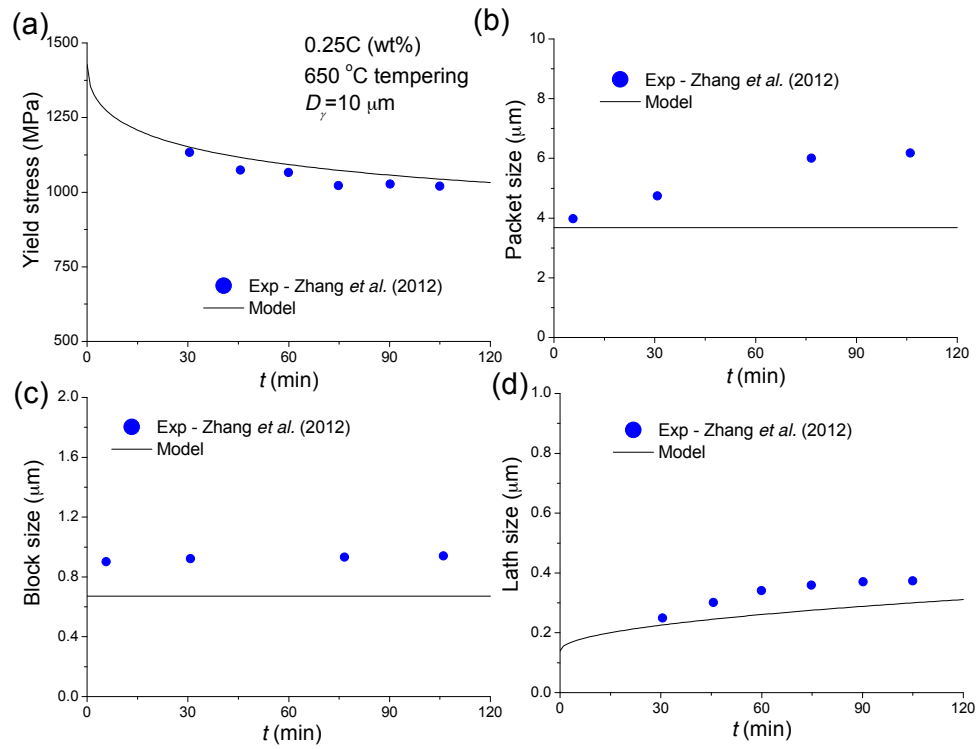 (a)
1500
1250
1000
750
500
Yield stress (MPa)
0.25C (wt%)
650 °C tempering
Dᵧ=10 μm
Exp - Zhang et al. (2012)
Model
0 30 60 90 120
t (min)
(b)
10
8
6
4
2
0
Packet size (μm)
Exp - Zhang et al. (2012)
Model
0 30 60 90 120
t (min)
(c)
2.0
1.6
1.2
0.8
0.4
0.0
Block size (μm)
Exp - Zhang et al. (2012)
Model
0 30 60 90 120
t (min)
(d)
1.0
0.8
0.6
0.4
0.2
0.0
Lath size (μm)
Exp - Zhang et al. (2012)
Model
0 30 60 90 120
t (min)